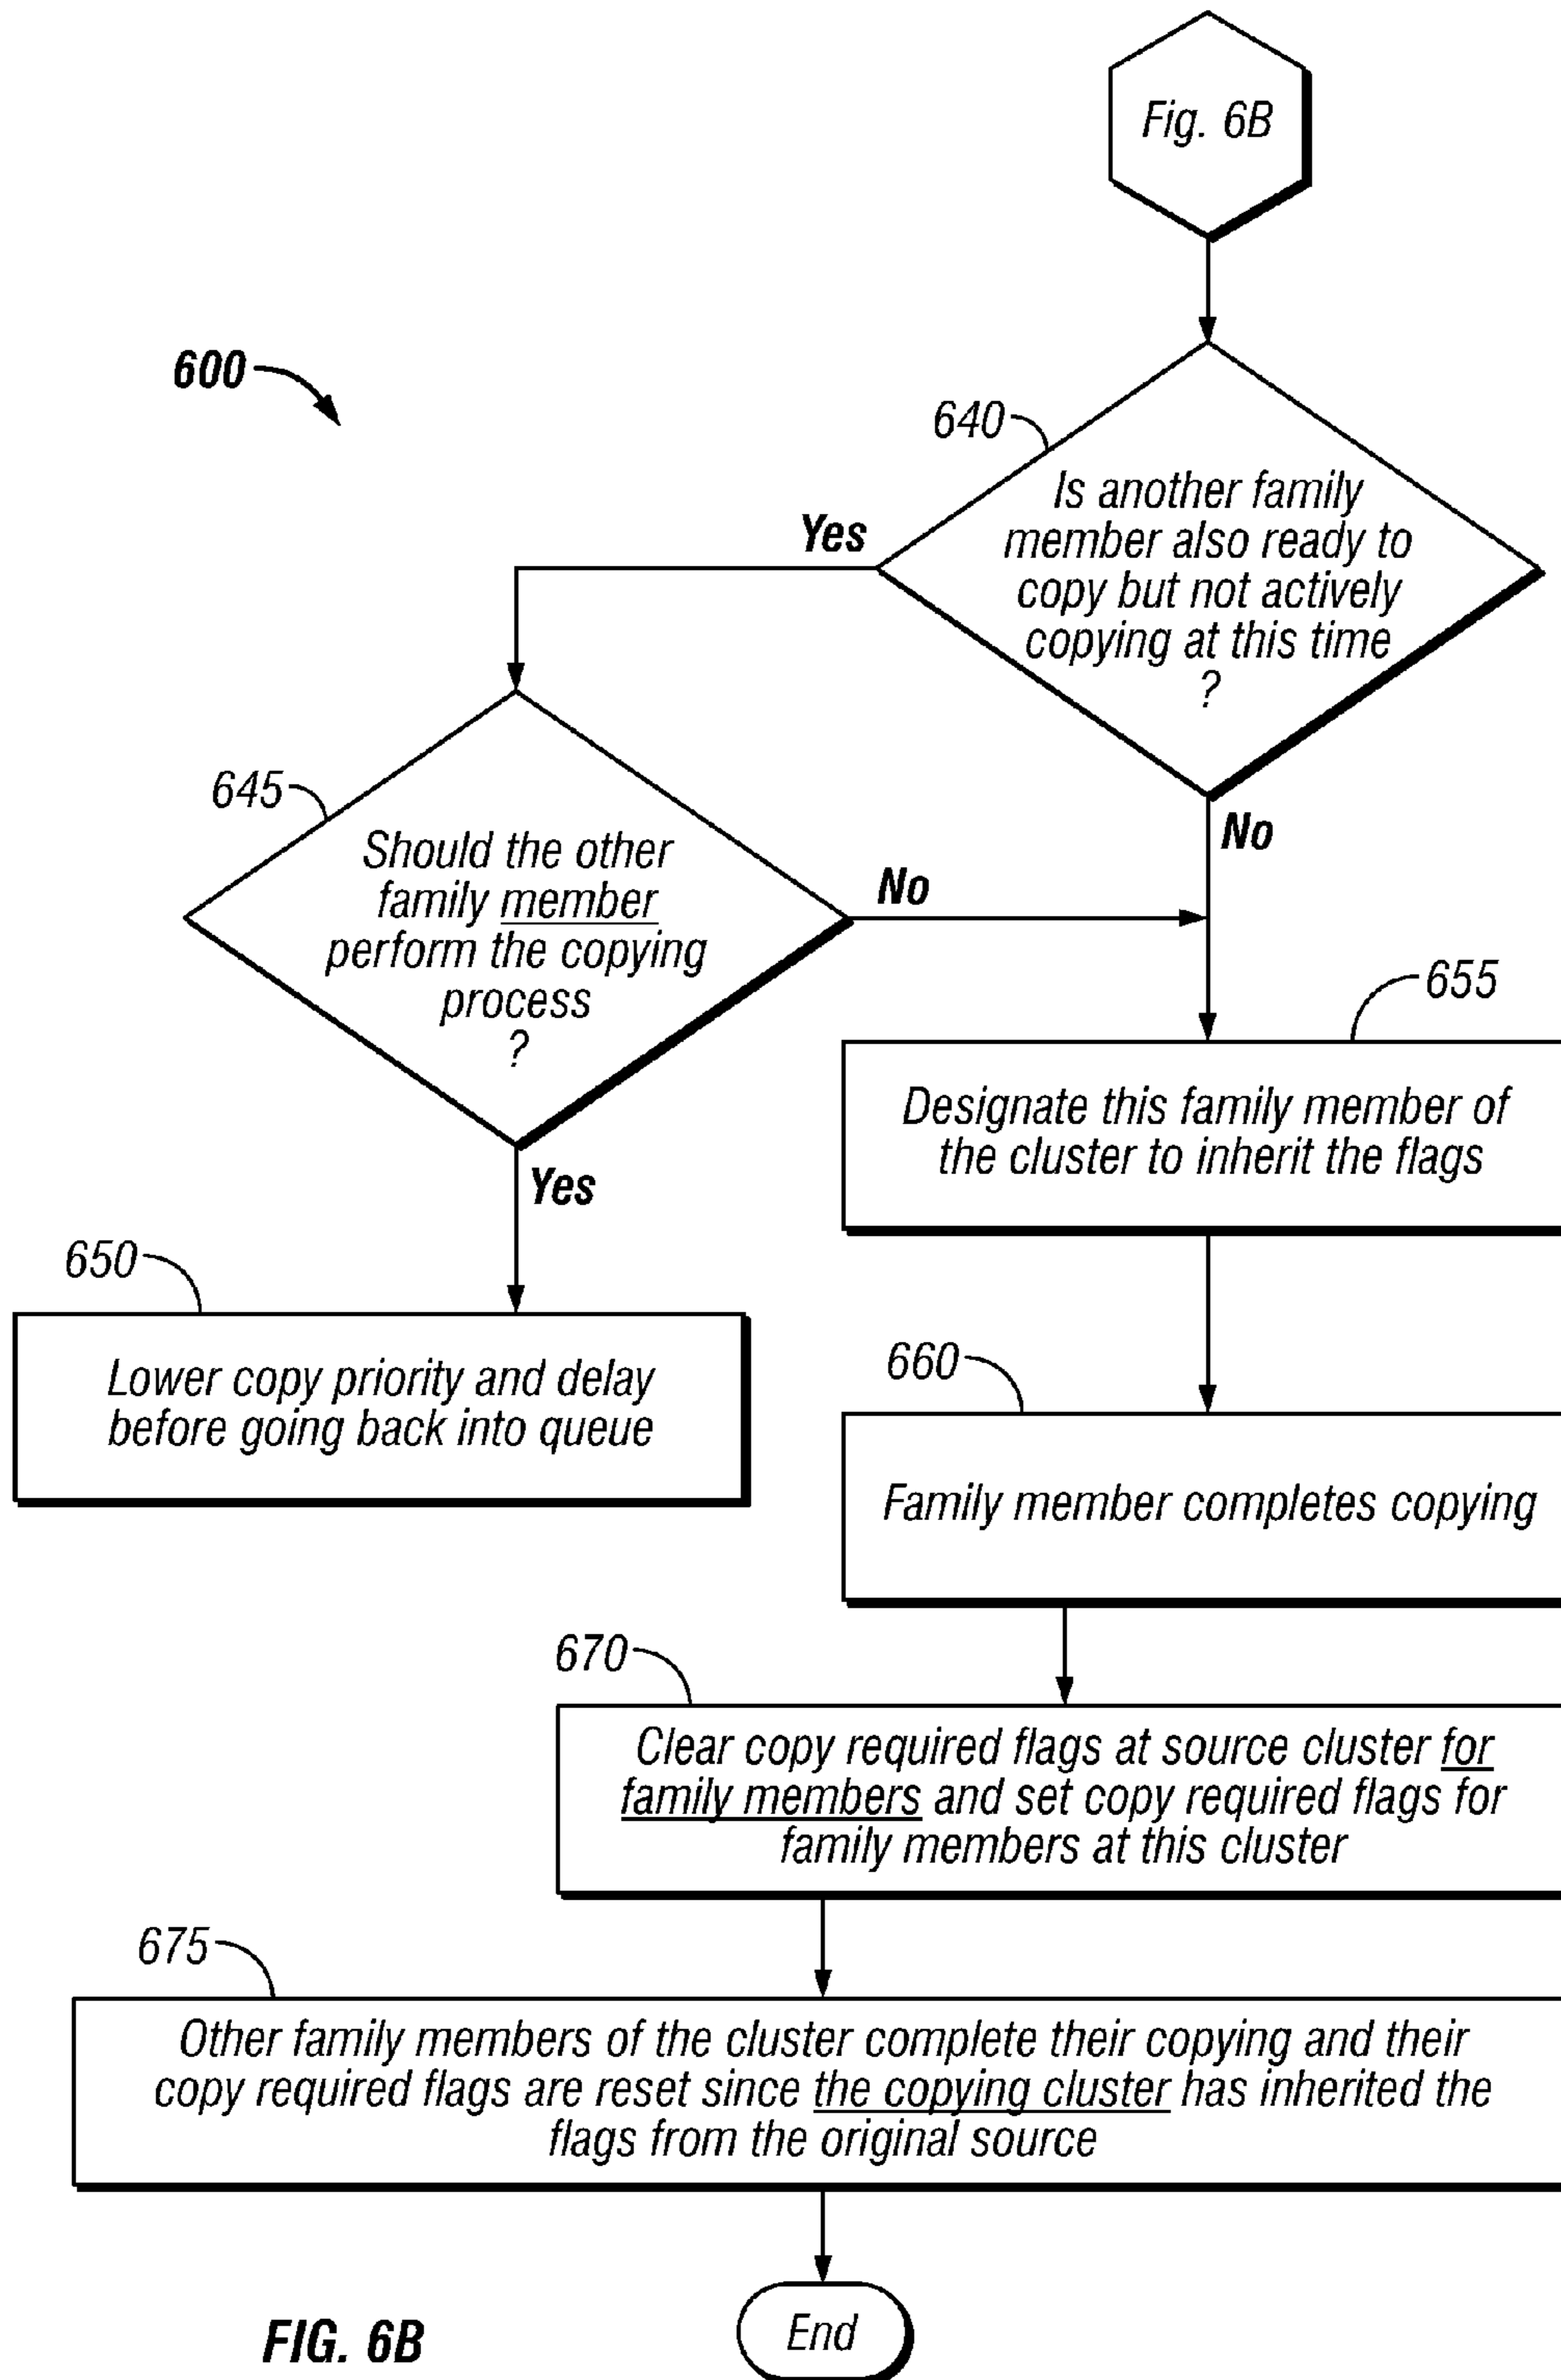 Fig. 6B
600
640
Is another family
member also ready to
copy but not actively
copying at this time
?
Yes
No
645
Should the other
family member
perform the copying
process
?
No
Yes
655
Designate this family member of
the cluster to inherit the flags
650
Lower copy priority and delay
before going back into queue
660
Family member completes copying
670
Clear copy required flags at source cluster for
family members and set copy required flags for
family members at this cluster
675
Other family members of the cluster complete their copying and their
copy required flags are reset since the copying cluster has inherited the
flags from the original source
End
FIG. 6B